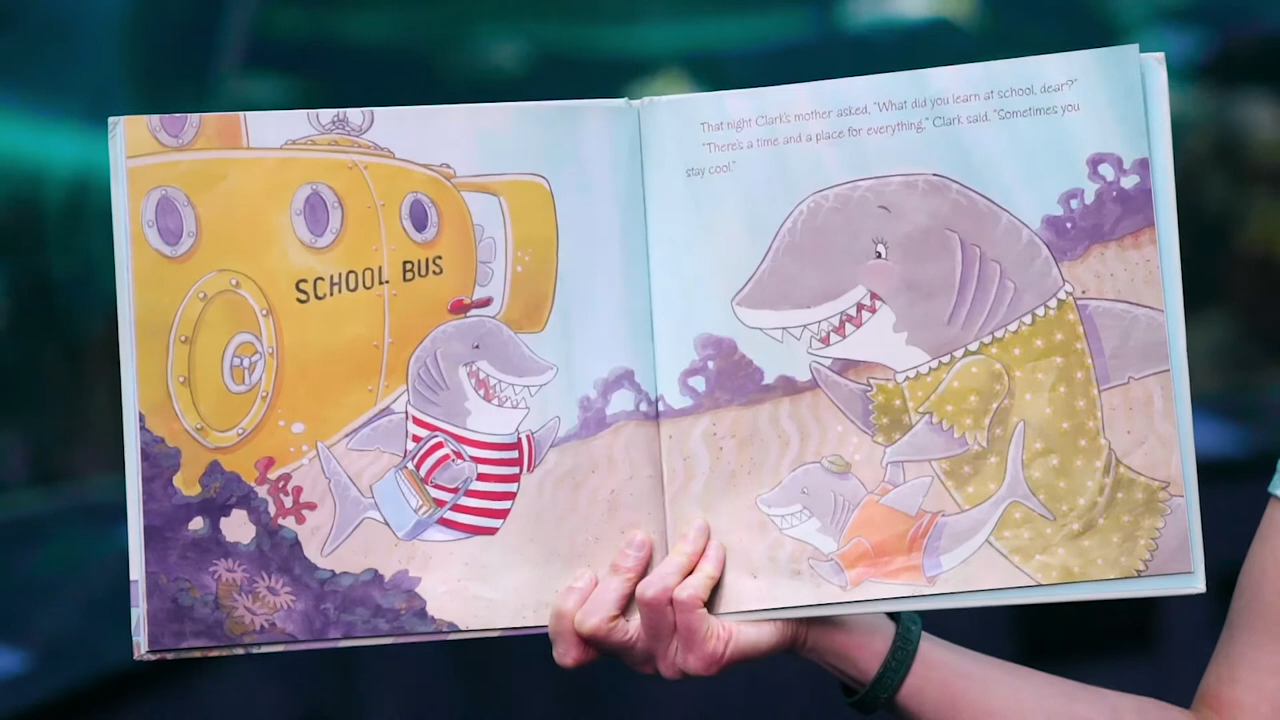 SCHOOL BUS
That night Clark's mother asked, "What did you learn at school, dear?"
"There's a time and a place for everything," Clark said. "Sometimes you
stay cool."